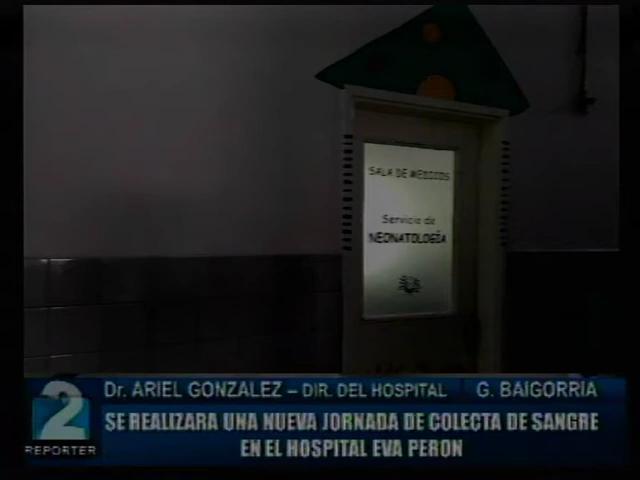 SALA DE MEDICOS
Servicio de
NEONATOLOGÍA
Dr. ARIEL GONZALEZ – DIR. DEL HOSPITAL G. BAIGORRIA
2
REPORTER
SE REALIZARA UNA NUEVA JORNADA DE COLECTA DE SANGRE
EN EL HOSPITAL EVA PERON